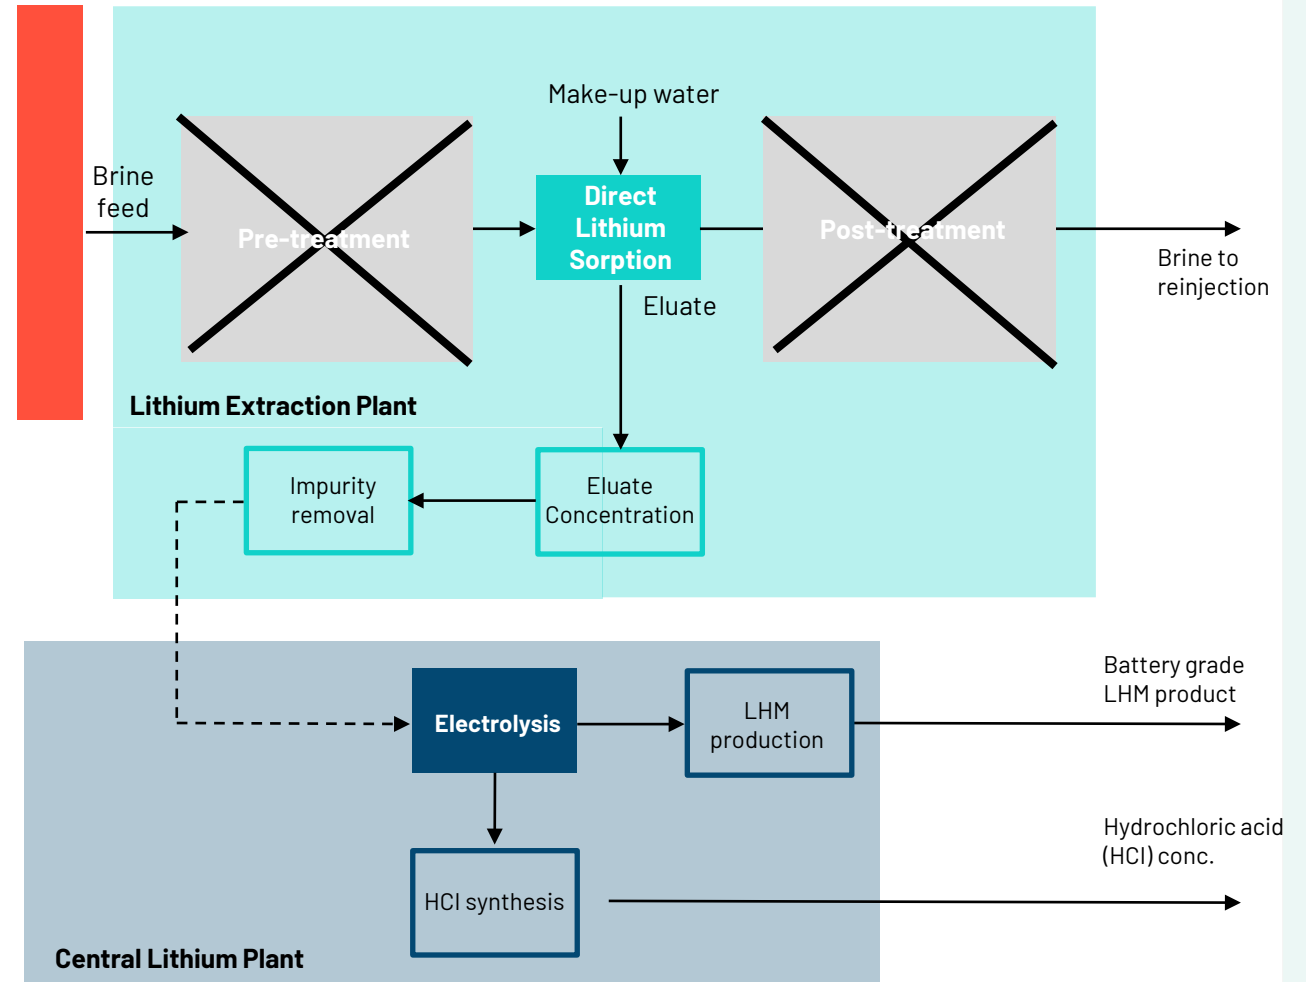 Make-up water
Brine
feed
Pre-treatment
Direct
Lithium
Sorption
Post-treatment
Brine to
reinjection
Eluate
Lithium Extraction Plant
Impurity
removal
Eluate
Concentration
Battery grade
LHM product
Electrolysis
LHM
production
Hydrochloric acid
(HCl) conc.
HCl synthesis
Central Lithium Plant